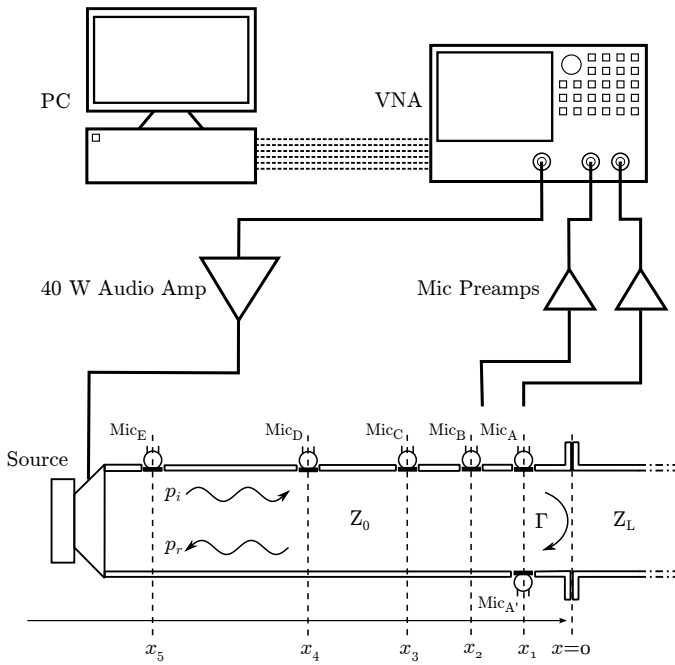 PC
VNA
40 W Audio Amp
Mic Preamps
Mic_E
Mic_D
Mic_C
Mic_B
Mic_A
Source
p_i
Z_0
Γ
Z_L
p_r
Mic_A'
x_5
x_4
x_3
x_2
x_1
x=0